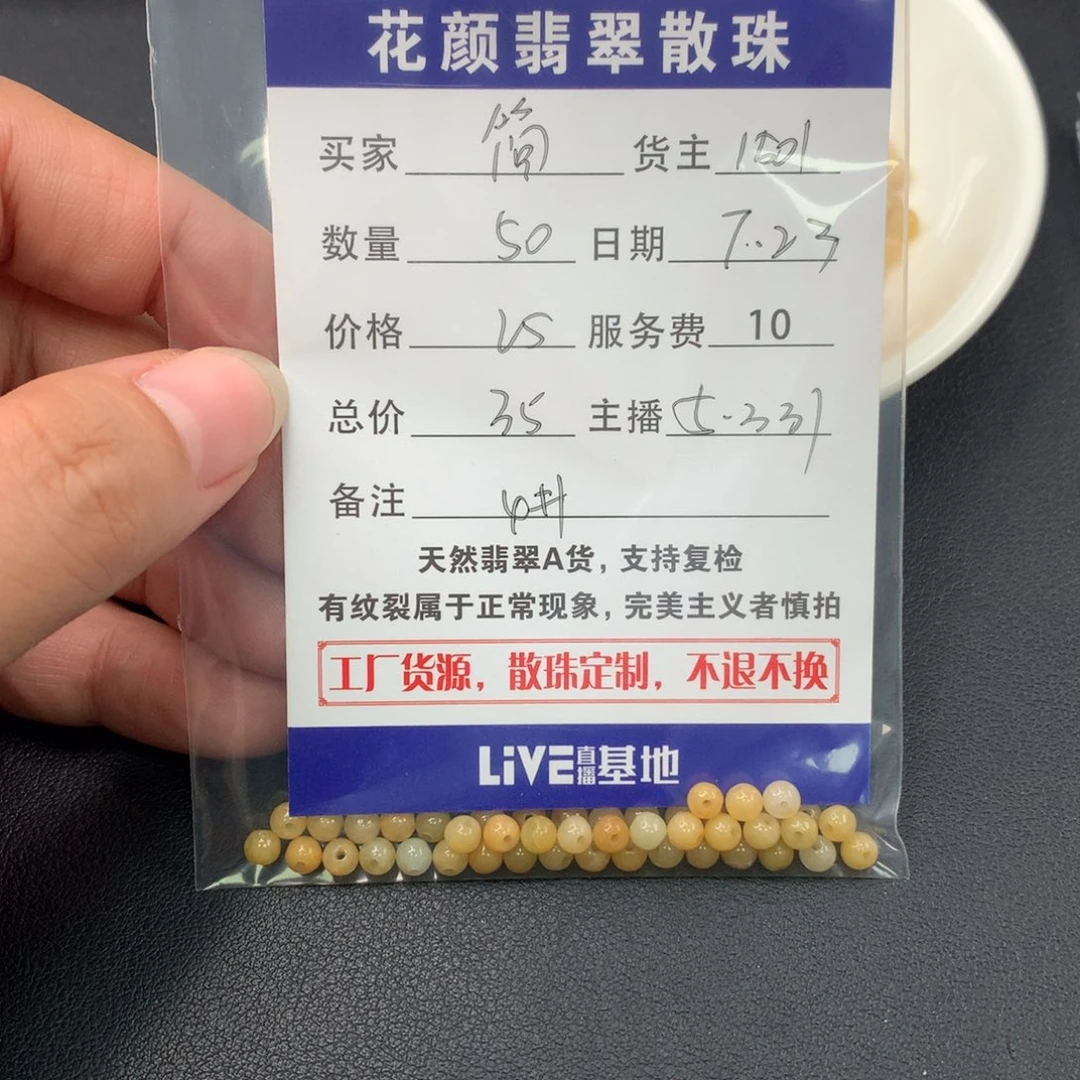 花颜翡翠散珠
买家 简 货主 1501
数量 50 日期 7.23
价格 25 服务费 10
总价 35 主播
备注
天然翡翠A货，支持复检
有纹裂属于正常现象，完美主义者慎拍
工厂货源，散珠定制，不退不换
LiVE直播基地